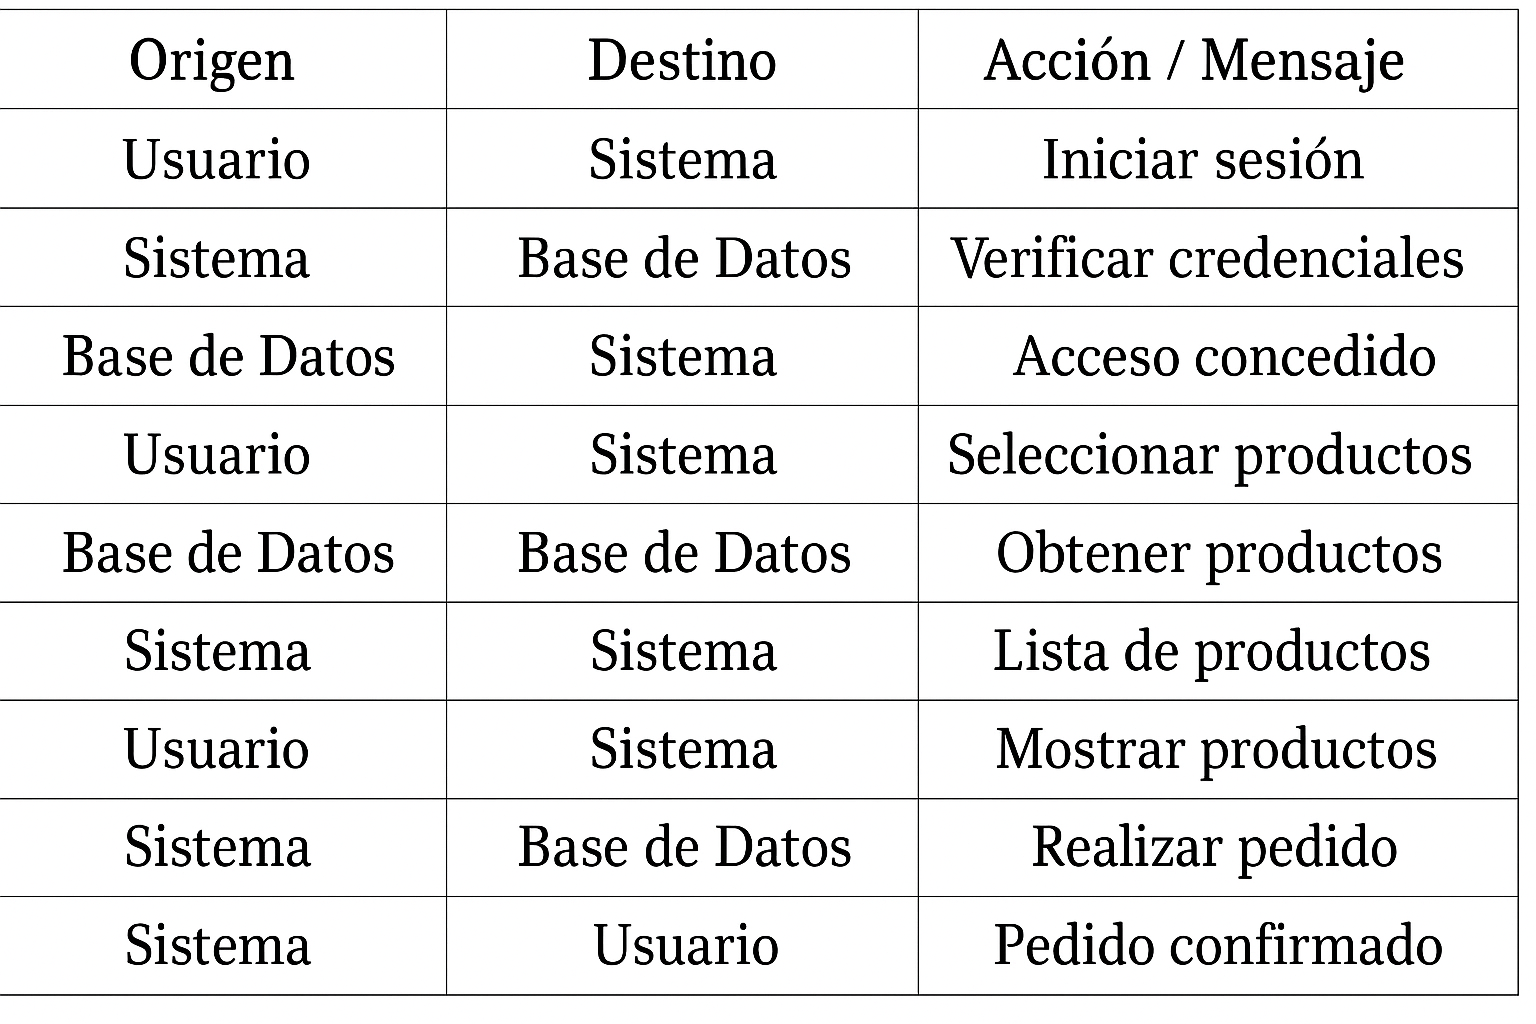 Origen Destino Acción / Mensaje
Usuario Sistema Iniciar sesión
Sistema Base de Datos Verificar credenciales
Base de Datos Sistema Acceso concedido
Usuario Sistema Seleccionar productos
Base de Datos Base de Datos Obtener productos
Sistema Sistema Lista de productos
Usuario Sistema Mostrar productos
Sistema Base de Datos Realizar pedido
Sistema Usuario Pedido confirmado